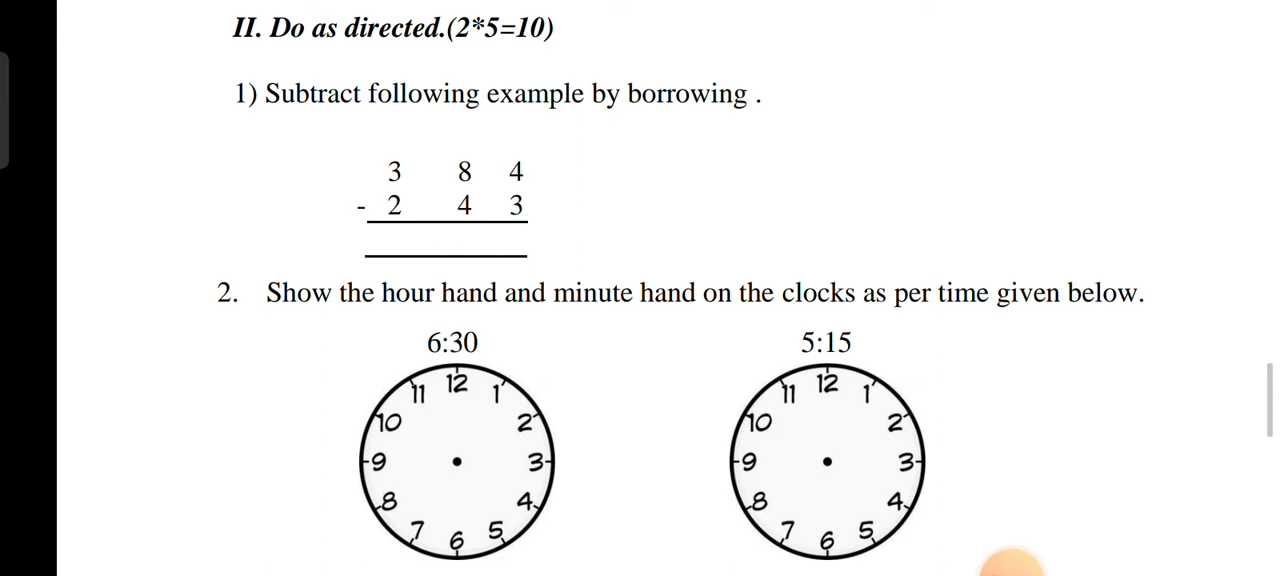 II. Do as directed.(2*5=10)
1) Subtract following example by borrowing .
3 8 4
- 2 4 3
2. Show the hour hand and minute hand on the clocks as per time given below.
6:30 5:15
11 12 1 11 12 1
10 2 10 2
9 3 9 3
8 4 8 4
7 6 5 7 6 5